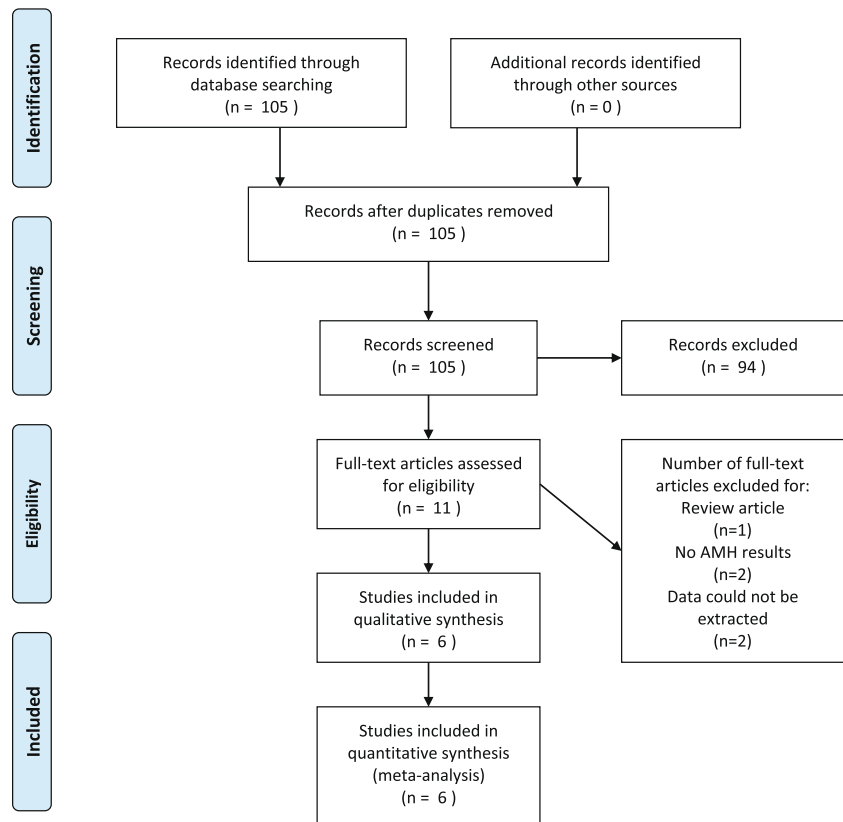 Identification
Records identified through
database searching
(n = 105 )
Additional records identified
through other sources
(n = 0 )
Records after duplicates removed
(n = 105 )
Screening
Records screened
(n = 105 )
Records excluded
(n = 94 )
Eligibility
Full-text articles assessed
for eligibility
(n = 11 )
Number of full-text
articles excluded for:
Review article
(n=1)
No AMH results
(n=2)
Data could not be
extracted
(n=2)
Studies included in
qualitative synthesis
(n = 6 )
Included
Studies included in
quantitative synthesis
(meta-analysis)
(n = 6 )